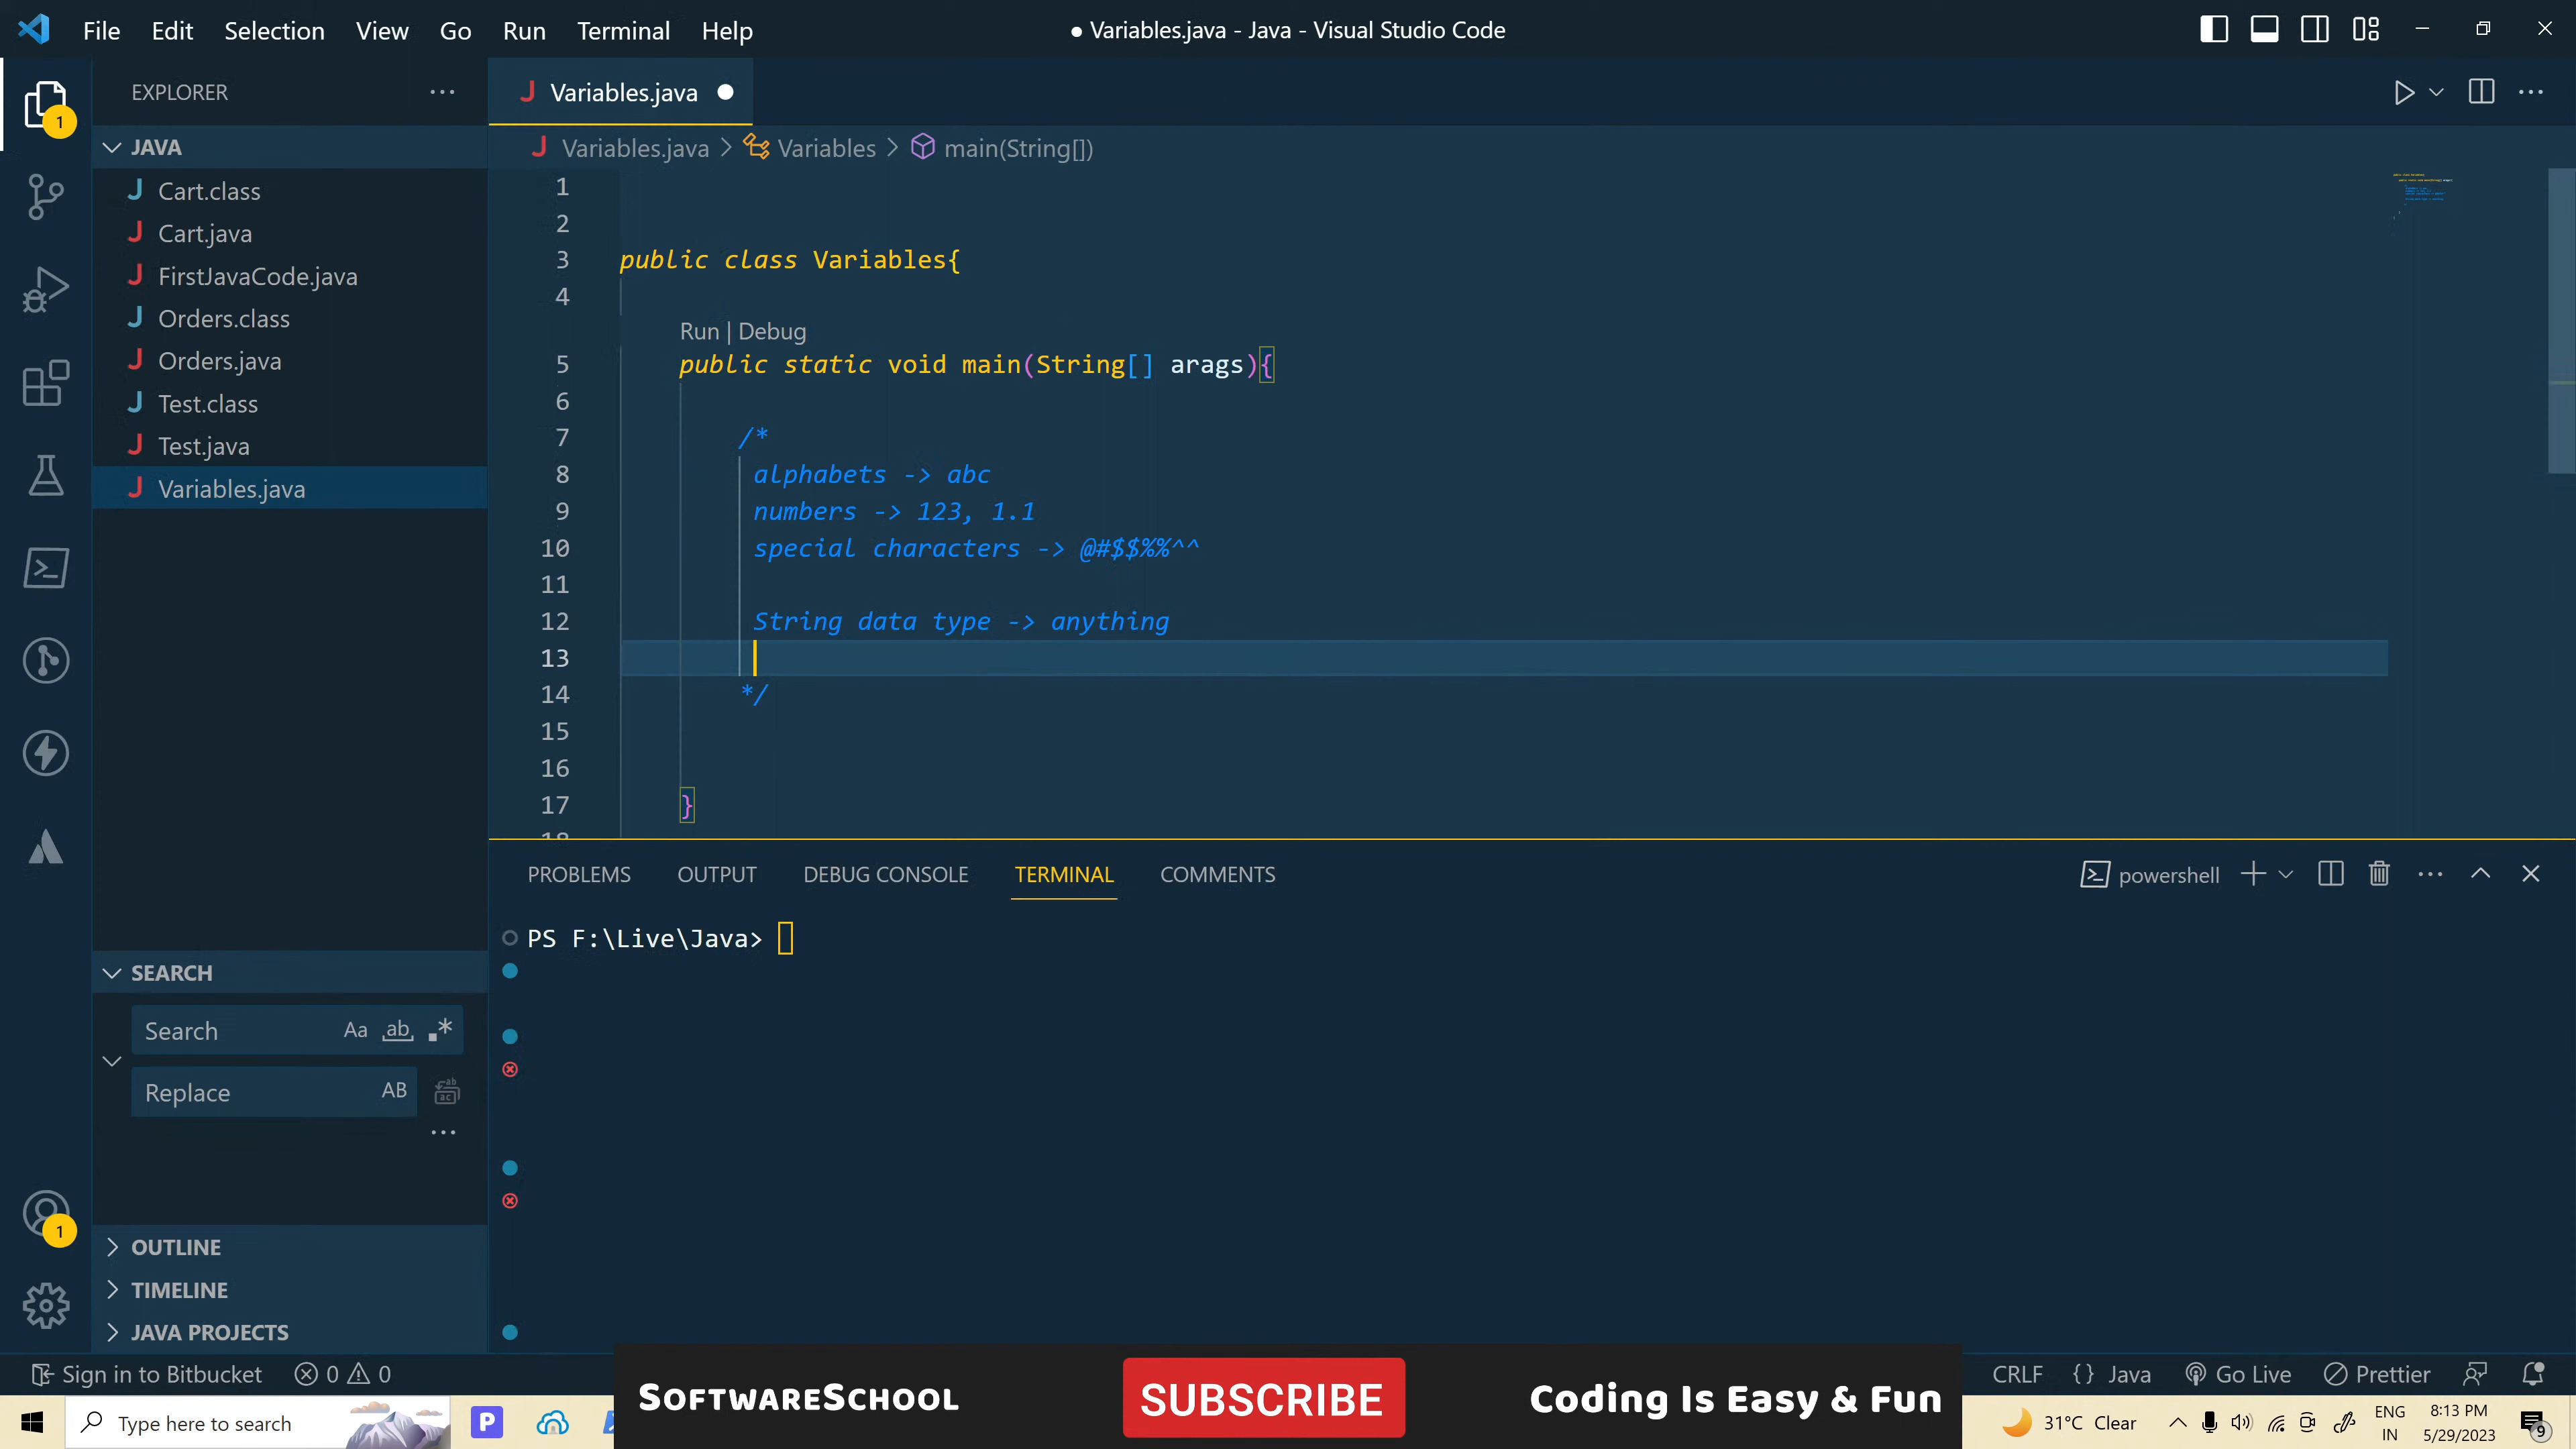 File Edit Selection View Go Run Terminal Help
● Variables.java - Java - Visual Studio Code
EXPLORER
1
JAVA
Cart.class
Cart.java
FirstJavaCode.java
Orders.class
Orders.java
Test.class
Test.java
Variables.java
SEARCH
Search Aa ab
Replace AB
OUTLINE
TIMELINE
JAVA PROJECTS
1
Variables.java
Variables.java > Variables > main(String[])
1
2
3 public class Variables{
4
Run | Debug
5 public static void main(String[] arags){
6
7 /*
8 alphabets -> abc
9 numbers -> 123, 1.1
10 special characters -> @#$$%%^^
11
12 String data type -> anything
13
14 */
15
16
17 }
18
PROBLEMS OUTPUT DEBUG CONSOLE TERMINAL COMMENTS
powershell
PS F:\Live\Java>
Sign in to Bitbucket 0 0
CRLF {} Java Go Live Prettier
SOFTWARESCHOOL
SUBSCRIBE
Coding Is Easy & Fun
Type here to search
P
31°C Clear
ENG
IN
8:13 PM
5/29/2023
9